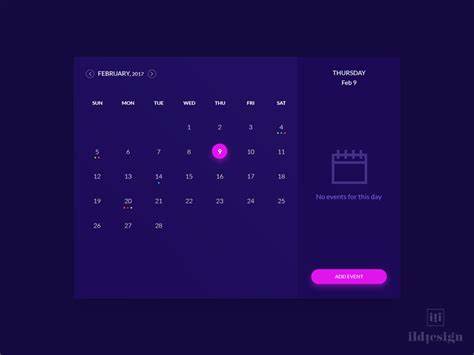 FEBRUARY, 2017
SUN MON TUE WED THU FRI SAT
1 2 3 4
5 6 7 8 9 10 11
12 13 14 15 16 17 18
19 20 21 22 23 24 25
26 27 28
THURSDAY
Feb 9
No events for this day
ADD EVENT